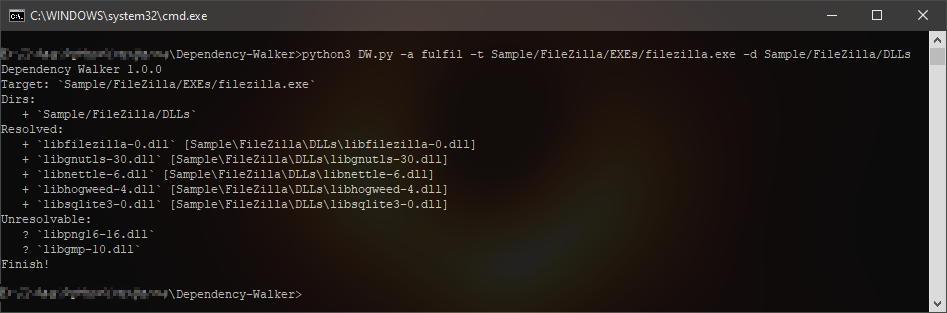 C:\WINDOWS\system32\cmd.exe
\Dependency-Walker>python3 DW.py -a fulfil -t Sample/FileZilla/EXEs/filezilla.exe -d Sample/FileZilla/DLLs
Dependency Walker 1.0.0
Target: `Sample/FileZilla/EXEs/filezilla.exe`
Dirs:
   + `Sample/FileZilla/DLLs`
Resolved:
   + `libfilezilla-0.dll` [Sample\FileZilla\DLLs\libfilezilla-0.dll]
   + `libgnutls-30.dll` [Sample\FileZilla\DLLs\libgnutls-30.dll]
   + `libnettle-6.dll` [Sample\FileZilla\DLLs\libnettle-6.dll]
   + `libhogweed-4.dll` [Sample\FileZilla\DLLs\libhogweed-4.dll]
   + `libsqlite3-0.dll` [Sample\FileZilla\DLLs\libsqlite3-0.dll]
Unresolvable:
   ? `libpng16-16.dll`
   ? `libgmp-10.dll`
Finish!
\Dependency-Walker>